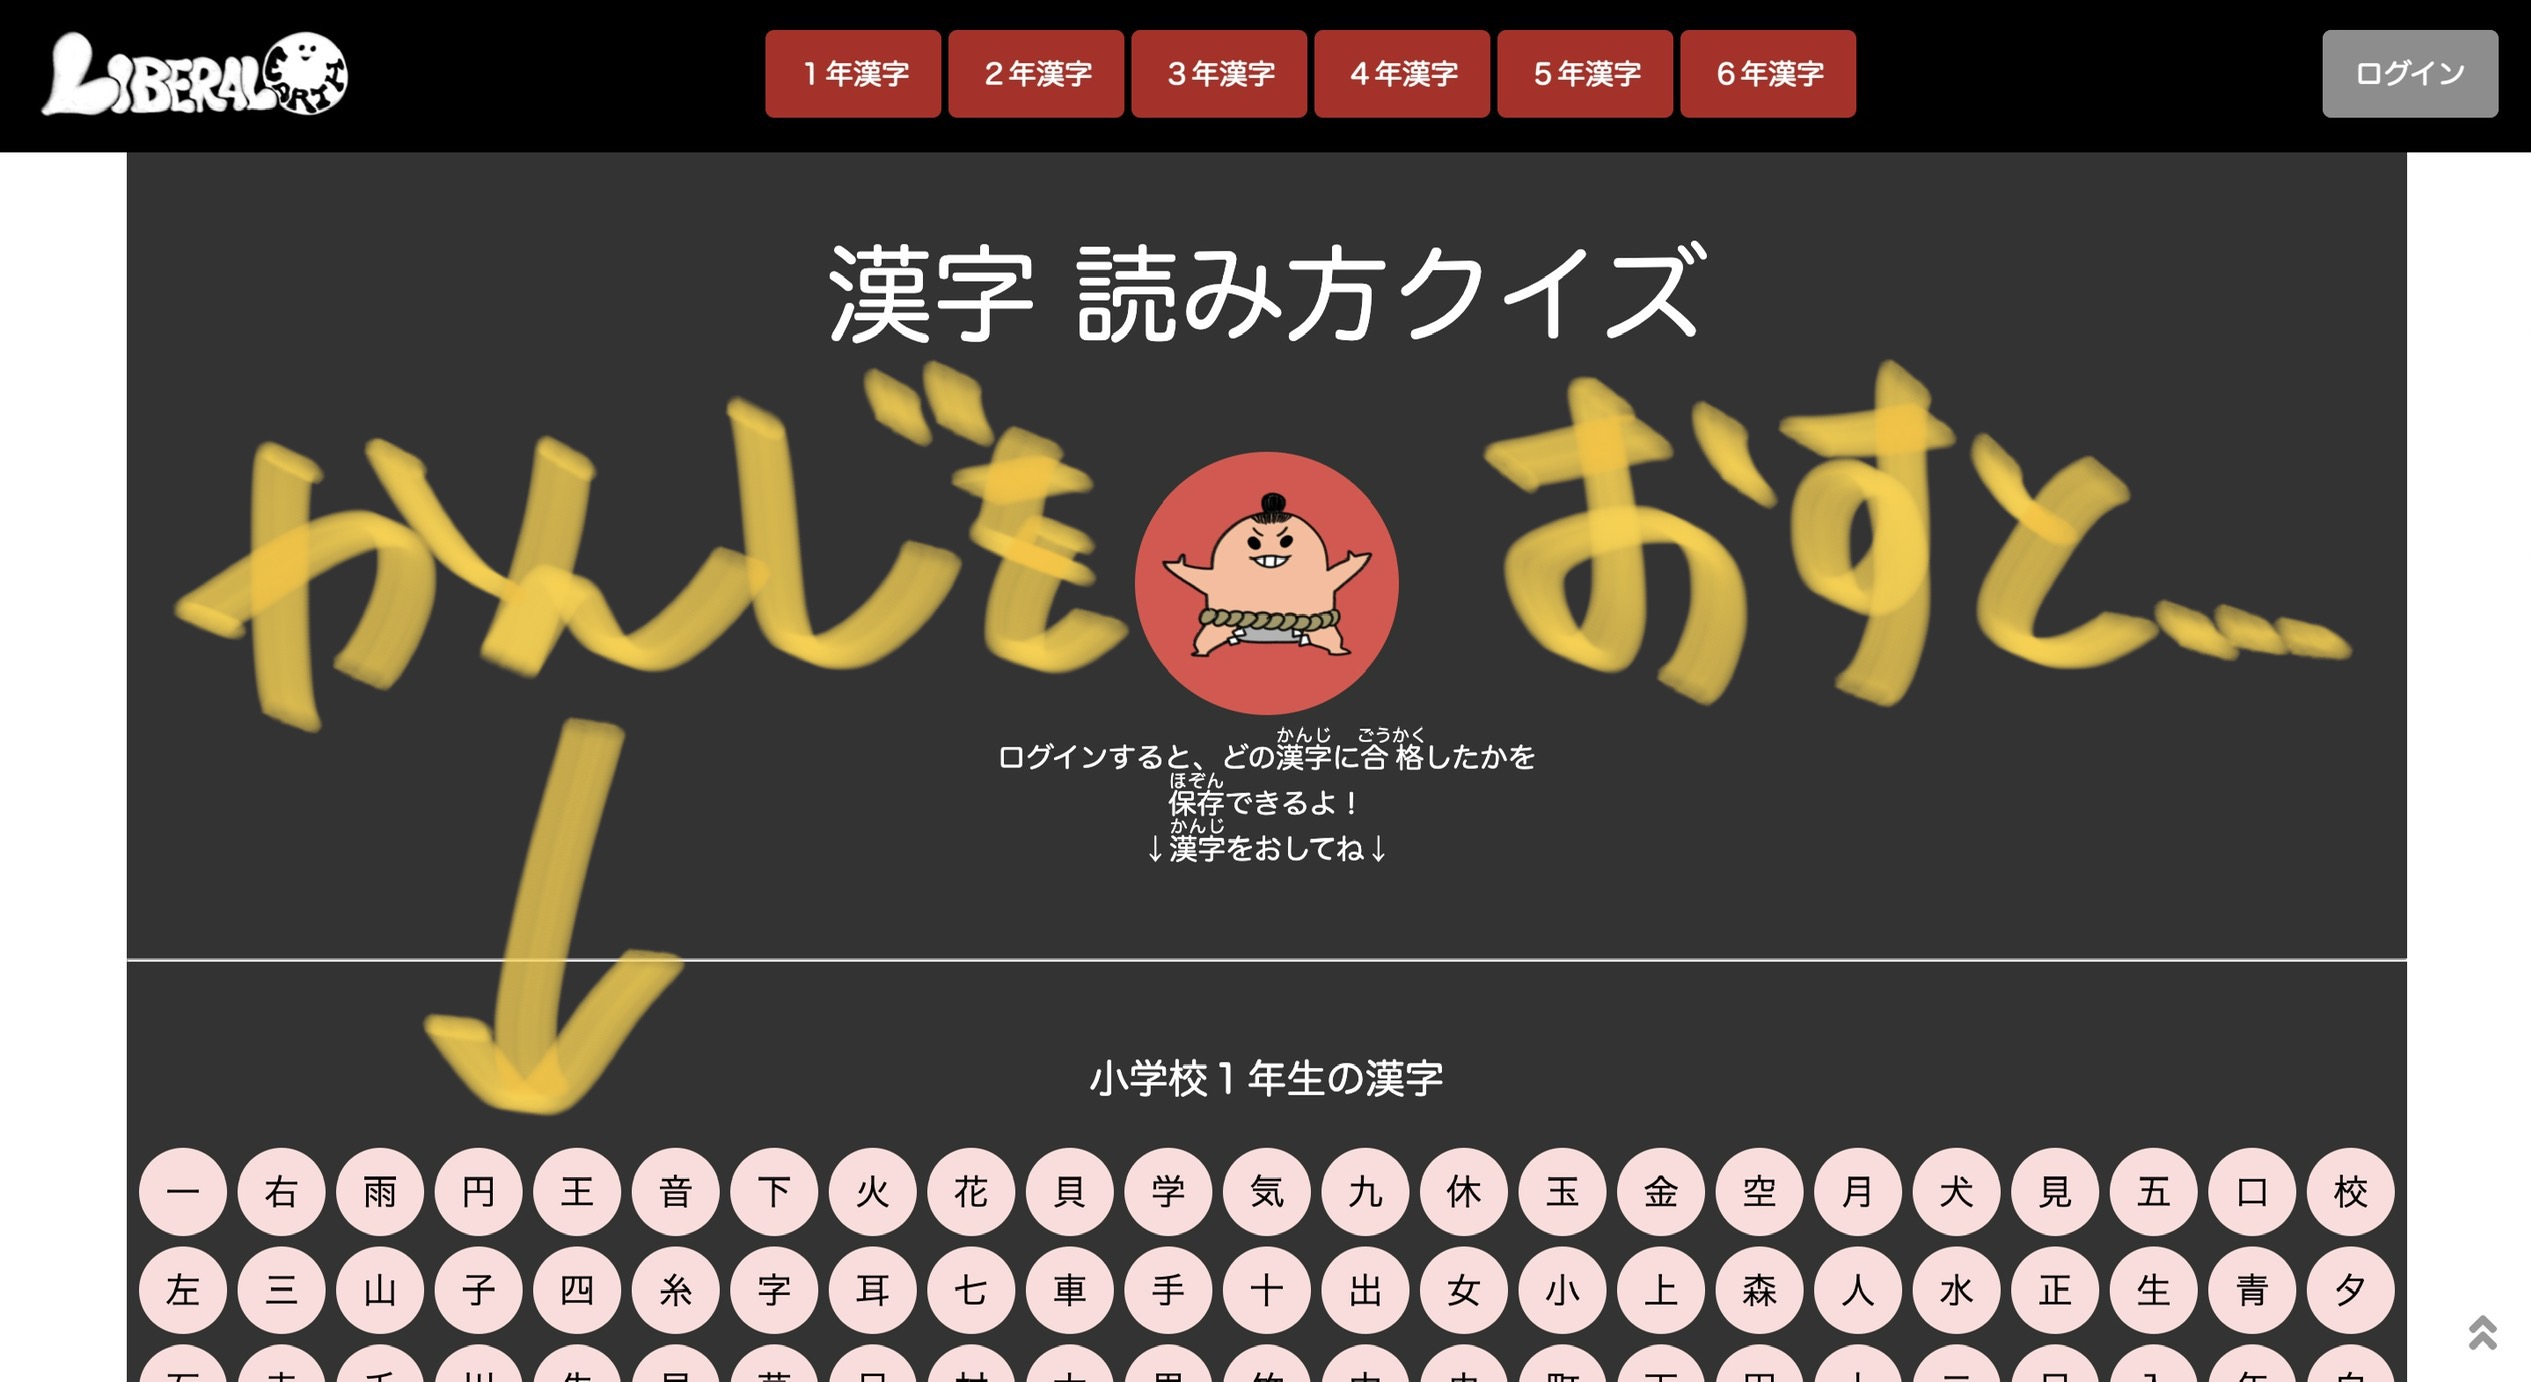 LIBERAL PORTAL
１年漢字 ２年漢字 ３年漢字 ４年漢字 ５年漢字 ６年漢字 ログイン
漢字 読み方クイズ
かんじを おすと...
かんじ ごうかく
ログインすると、どの漢字に合格したかを
ほぞん
保存できるよ！
かんじ
↓漢字をおしてね↓
小学校１年生の漢字
一 右 雨 円 王 音 下 火 花 貝 学 気 九 休 玉 金 空 月 犬 見 五 口 校
左 三 山 子 四 糸 字 耳 七 車 手 十 出 女 小 上 森 人 水 正 生 青 夕